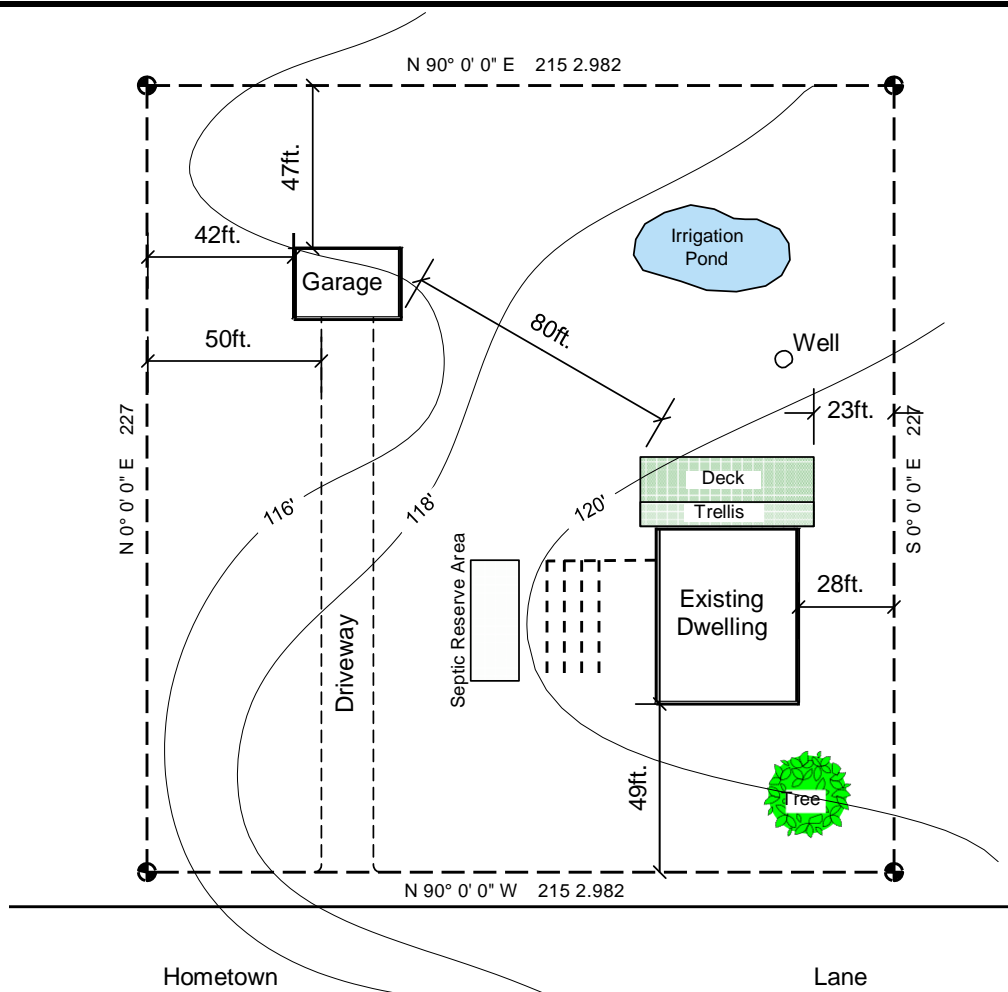 N 90° 0' 0" E 215 2.982
47ft.
42ft.
Garage
Irrigation
Pond
50ft.
80ft.
Well
23ft.
N 0° 0' 0" E 227
S 0° 0' 0" E 227
116'
118'
120'
Deck
Trellis
Septic Reserve Area
Existing
Dwelling
28ft.
Driveway
49ft.
Tree
N 90° 0' 0" W 215 2.982
Hometown Lane